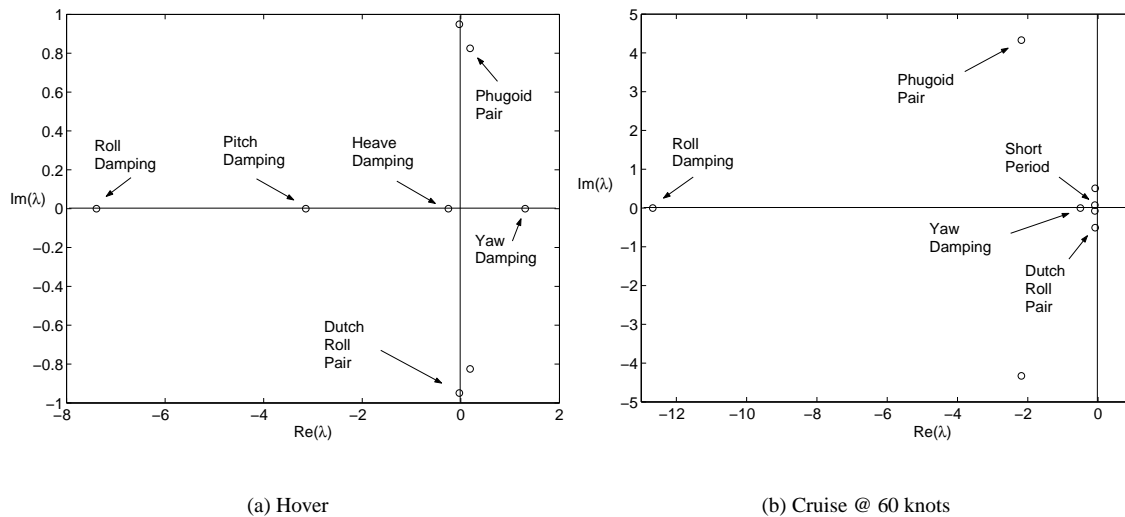 1
0.8
0.6
0.4
0.2
0
−0.2
−0.4
−0.6
−0.8
−1
Im(λ)
−8
−6
−4
−2
0
2
Re(λ)
Roll
Damping
Pitch
Damping
Heave
Damping
Phugoid
Pair
Yaw
Damping
Dutch
Roll
Pair
(a) Hover
5
4
3
2
1
0
−1
−2
−3
−4
−5
Im(λ)
−12
−10
−8
−6
−4
−2
0
Re(λ)
Phugoid
Pair
Roll
Damping
Short
Period
Yaw
Damping
Dutch
Roll
Pair
(b) Cruise @ 60 knots